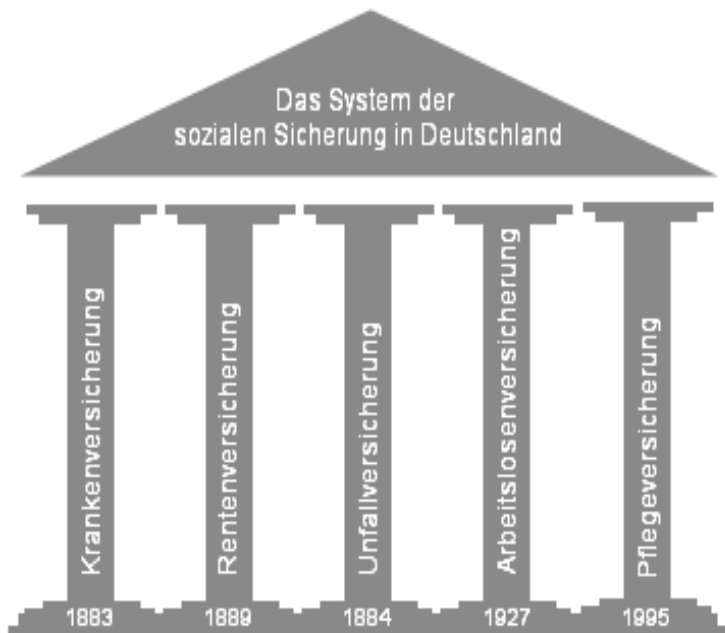 Das System der
sozialen Sicherung in Deutschland
Krankenversicherung
Rentenversicherung
Unfallversicherung
Arbeitslosenversicherung
Pflegeversicherung
1883
1889
1884
1927
1995